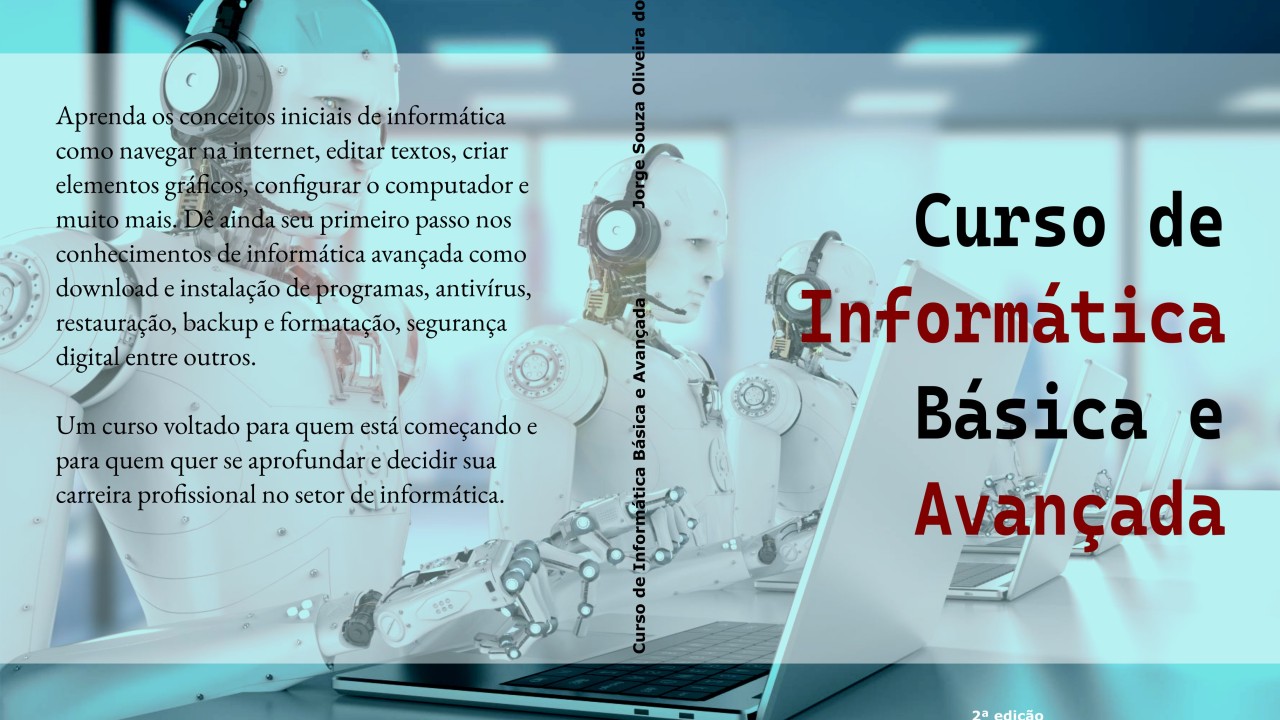 Aprenda os conceitos iniciais de informática
como navegar na internet, editar textos, criar
elementos gráficos, configurar o computador e
muito mais. Dê ainda seu primeiro passo nos
conhecimentos de informática avançada como
download e instalação de programas, antivírus,
restauração, backup e formatação, segurança
digital entre outros.
Um curso voltado para quem está começando e
para quem quer se aprofundar e decidir sua
carreira profissional no setor de informática.
Curso de Informática Básica e Avançada Jorge Souza Oliveira do
Curso de
Informática
Básica e
Avançada
2ª edição